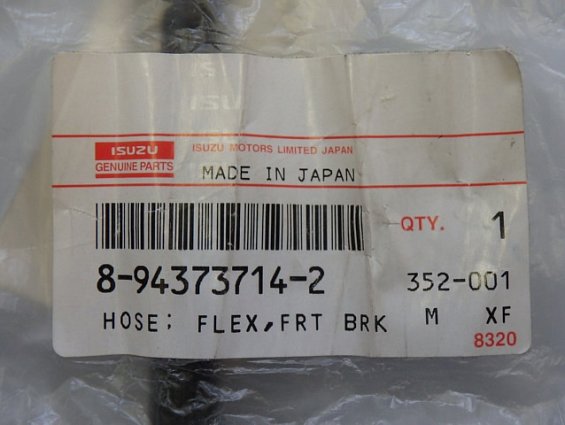 ISUZU
GENUINE PARTS
ISUZU MOTORS LIMITED JAPAN
MADE IN JAPAN
QTY. 1
8-94373714-2 352-001
HOSE; FLEX,FRT BRK M XF
8320